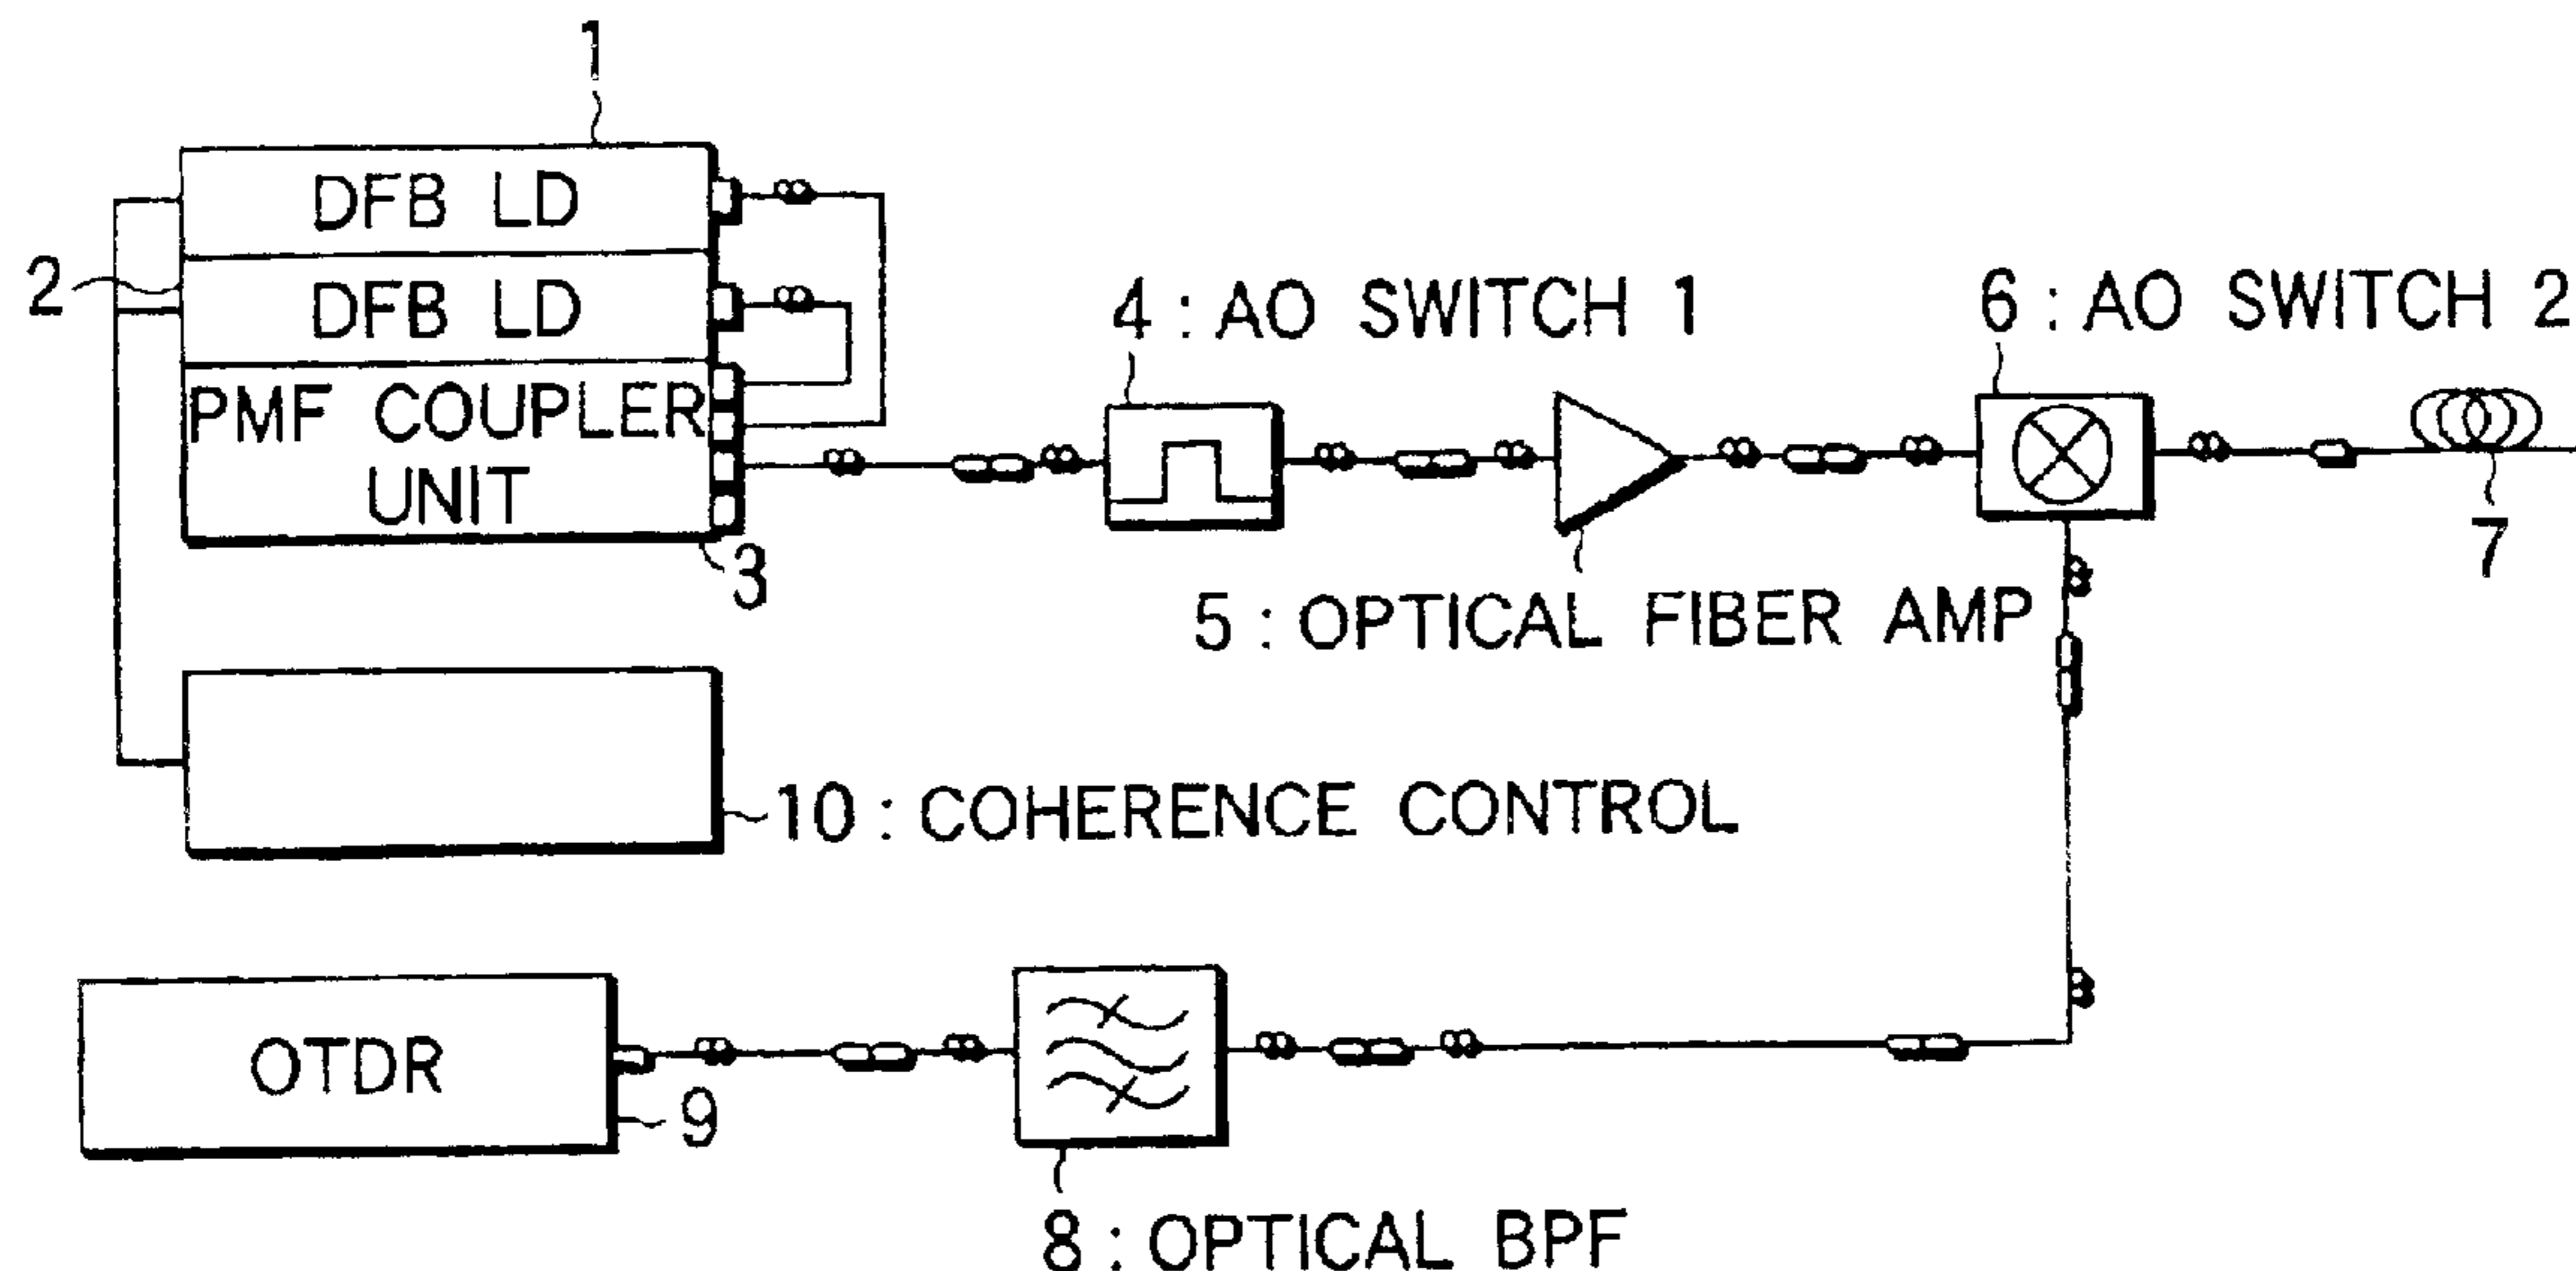 1
DFB LD
2
DFB LD
PMF COUPLER
UNIT
3
4 : AO SWITCH 1
6 : AO SWITCH 2
5 : OPTICAL FIBER AMP
7
10 : COHERENCE CONTROL
OTDR
9
8 : OPTICAL BPF